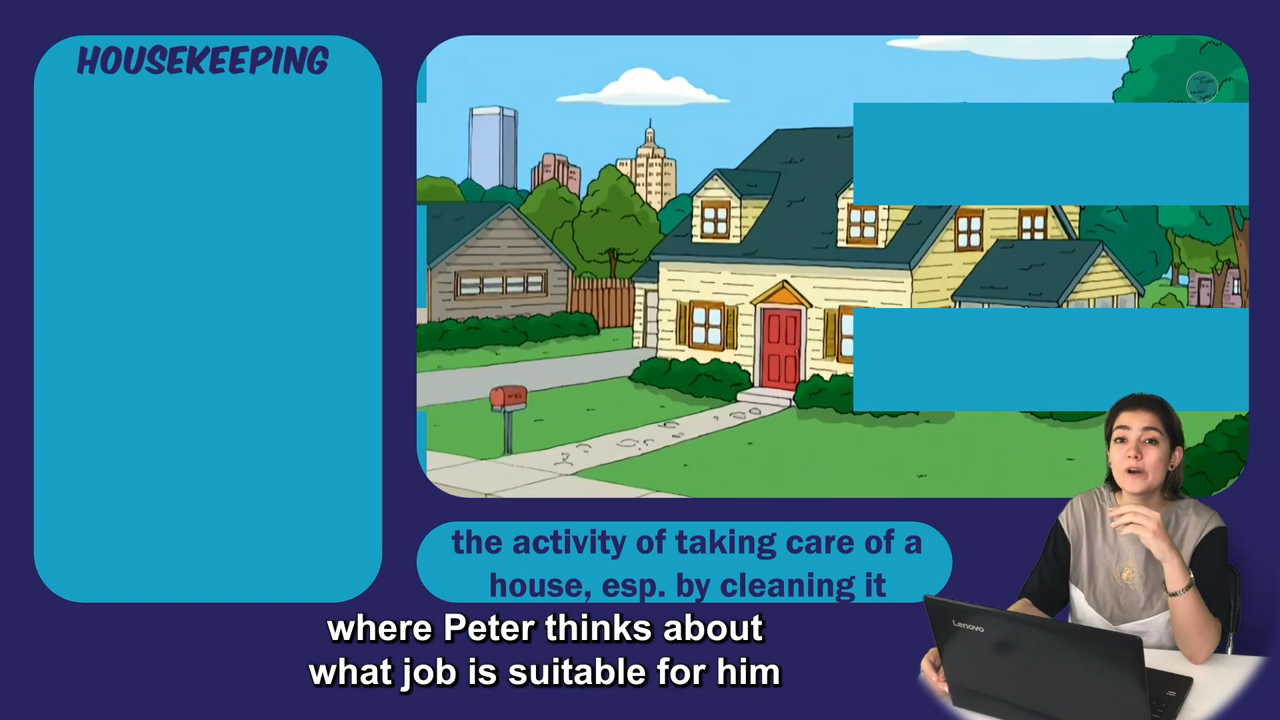 HOUSEKEEPING
the activity of taking care of a
house, esp. by cleaning it
where Peter thinks about
what job is suitable for him
Lenovo